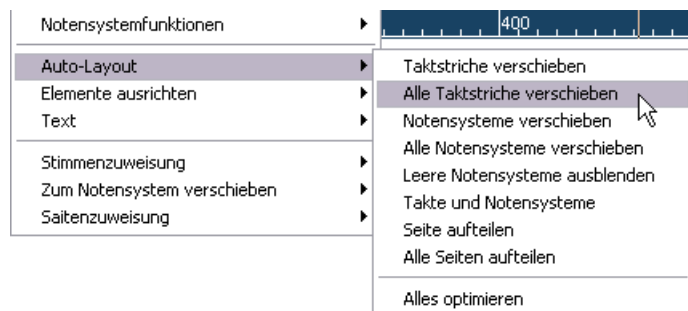 Notensystemfunktionen
400
Auto-Layout
Elemente ausrichten
Text
Stimmenzuweisung
Zum Notensystem verschieben
Saitenzuweisung
Taktstriche verschieben
Alle Taktstriche verschieben
Notensysteme verschieben
Alle Notensysteme verschieben
Leere Notensysteme ausblenden
Takte und Notensysteme
Seite aufteilen
Alle Seiten aufteilen
Alles optimieren